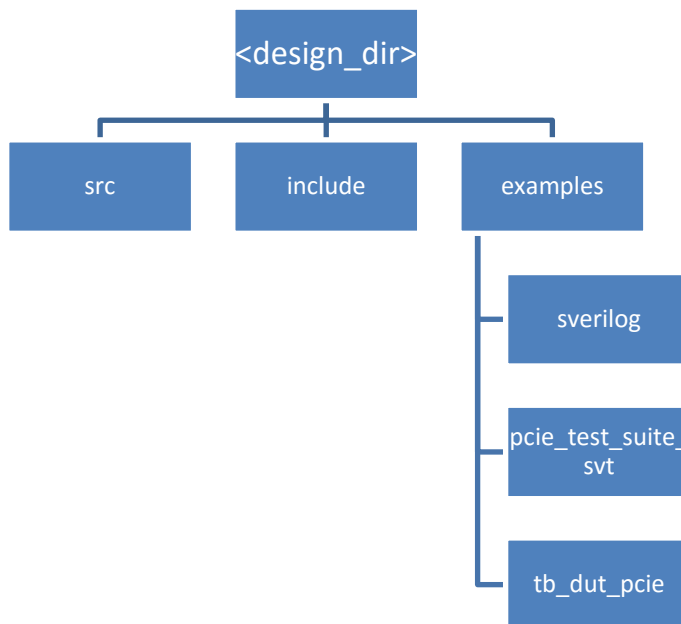 <design_dir>
src
include
examples
sverilog
pcie_test_suite_
svt
tb_dut_pcie